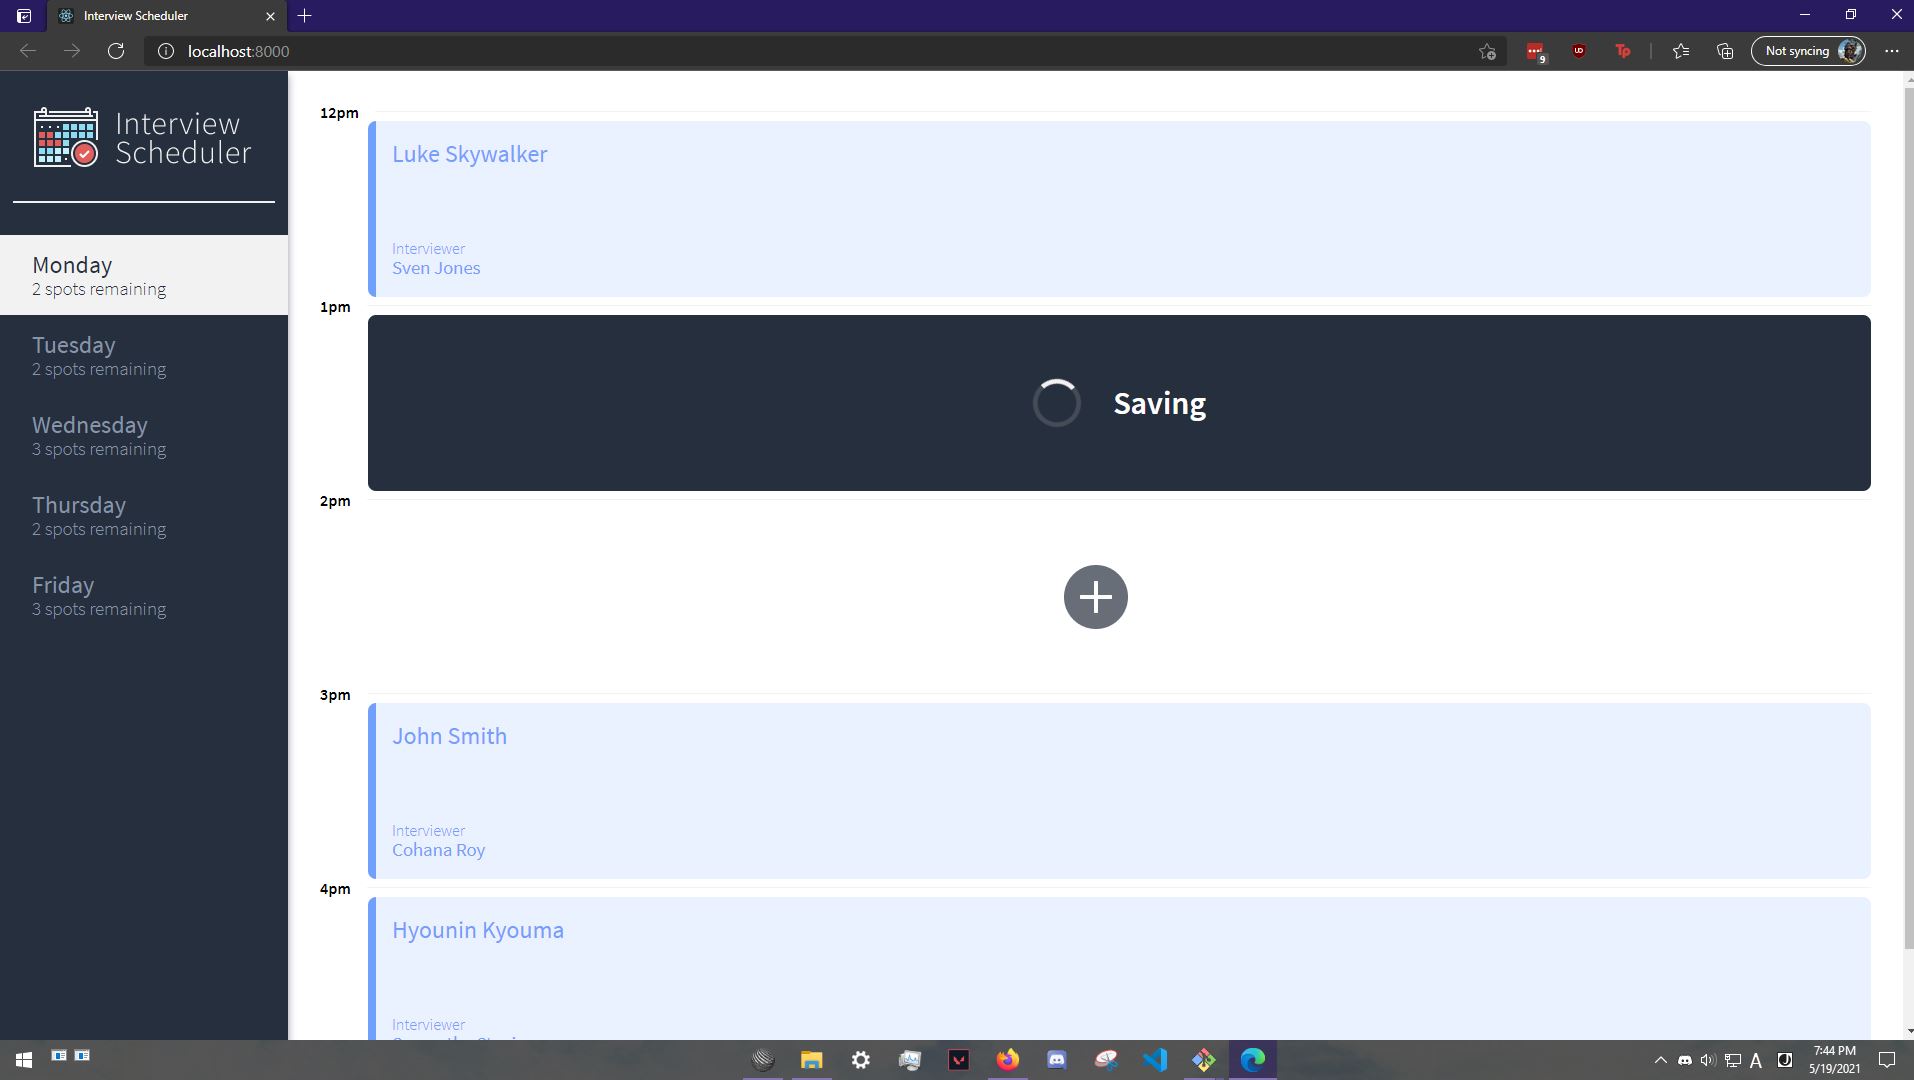 Interview Scheduler
localhost:8000
9
Not syncing
Interview
Scheduler
Monday
2 spots remaining
Tuesday
2 spots remaining
Wednesday
3 spots remaining
Thursday
2 spots remaining
Friday
3 spots remaining
12pm
Luke Skywalker
Interviewer
Sven Jones
1pm
Saving
2pm
3pm
John Smith
Interviewer
Cohana Roy
4pm
Hyounin Kyouma
Interviewer
A
7:44 PM
5/19/2021